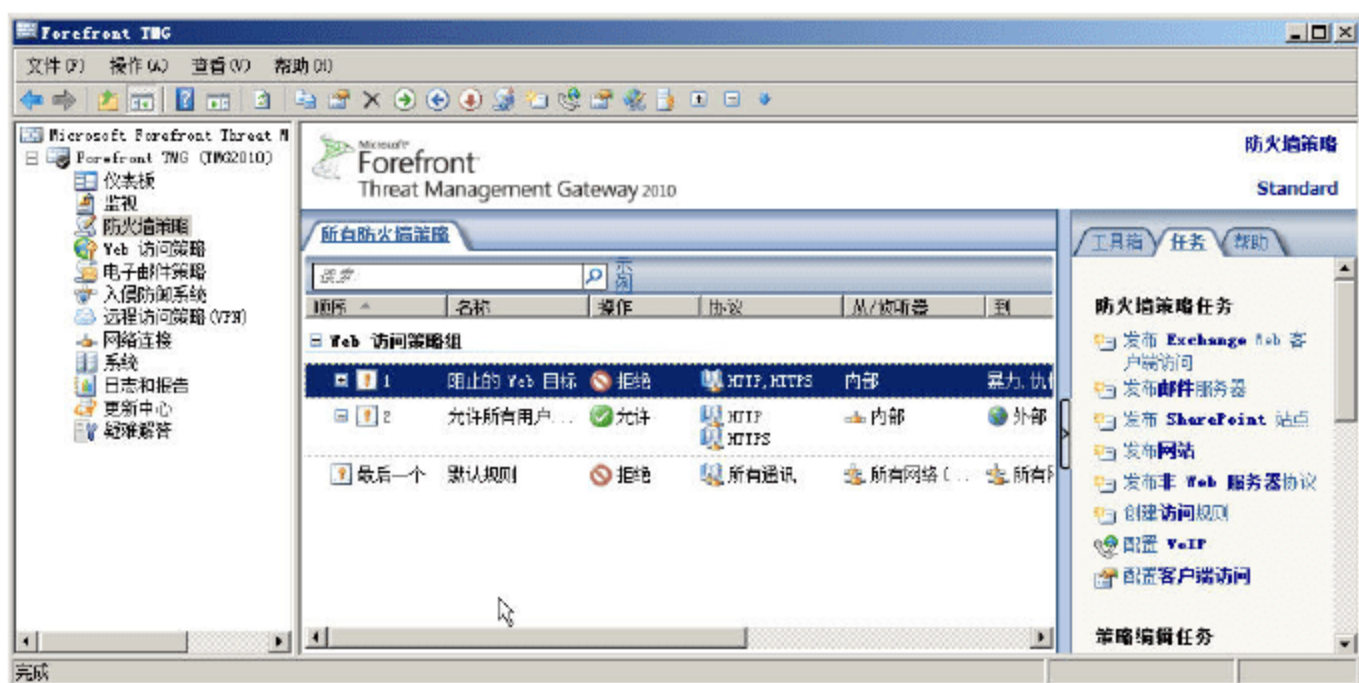 Forefront TMG
文件(F) 操作(A) 查看(V) 帮助(H)
Microsoft Forefront Threat M
Forefront TMG (TMG2010)
仪表板
监视
防火墙策略
Web 访问策略
电子邮件策略
入侵防御系统
远程访问策略(VPN)
网络连接
系统
日志和报告
更新中心
疑难解答
Microsoft
Forefront
Threat Management Gateway 2010
防火墙策略
Standard
所有防火墙策略
搜索
示例
顺序 名称 操作 协议 从/侦听器 到
Web 访问策略组
1 阻止的 Web 目标 拒绝 HTTP, HTTPS 内部 暴力, 仇
2 允许所有用户... 允许 HTTP 内部 外部
HTTPS
最后一个 默认规则 拒绝 所有通讯 所有网络(... 所有
工具箱 任务 帮助
防火墙策略任务
发布 Exchange Web 客
户端访问
发布邮件服务器
发布 SharePoint 站点
发布网站
发布非 Web 服务器协议
创建访问规则
配置 VoIP
配置客户端访问
策略编辑任务
完成